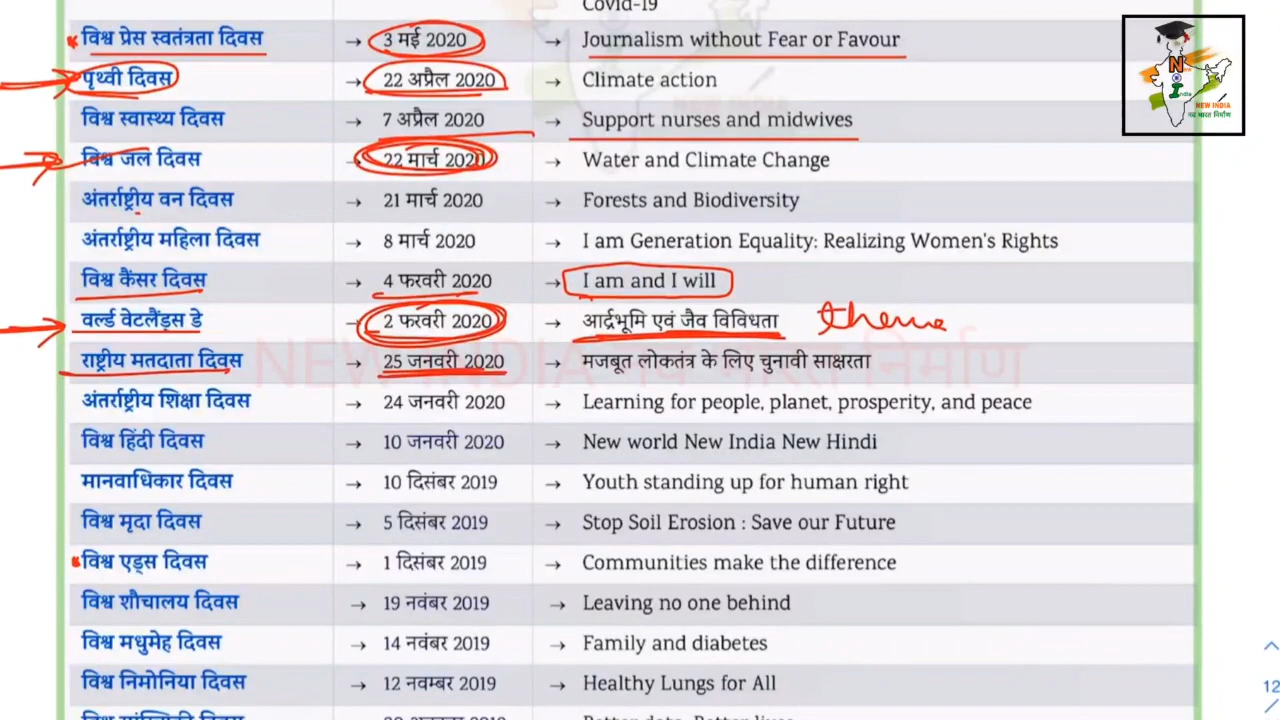 Covid-19
विश्व प्रेस स्वतंत्रता दिवस → 3 मई 2020 → Journalism without Fear or Favour
पृथ्वी दिवस 22 अप्रैल 2020 → Climate action
विश्व स्वास्थ्य दिवस → 7 अप्रैल 2020 → Support nurses and midwives
विश्व जल दिवस 22 मार्च 2020 → Water and Climate Change
अंतर्राष्ट्रीय वन दिवस → 21 मार्च 2020 → Forests and Biodiversity
अंतर्राष्ट्रीय महिला दिवस → 8 मार्च 2020 → I am Generation Equality: Realizing Women's Rights
विश्व कैंसर दिवस → 4 फरवरी 2020 → I am and I will
वर्ल्ड वेटलैंड्स डे → 2 फरवरी 2020 → आर्द्रभूमि एवं जैव विविधता theme
राष्ट्रीय मतदाता दिवस → 25 जनवरी 2020 → मजबूत लोकतंत्र के लिए चुनावी साक्षरता
अंतर्राष्ट्रीय शिक्षा दिवस → 24 जनवरी 2020 → Learning for people, planet, prosperity, and peace
विश्व हिंदी दिवस → 10 जनवरी 2020 → New world New India New Hindi
मानवाधिकार दिवस → 10 दिसंबर 2019 → Youth standing up for human right
विश्व मृदा दिवस → 5 दिसंबर 2019 → Stop Soil Erosion : Save our Future
विश्व एड्स दिवस → 1 दिसंबर 2019 → Communities make the difference
विश्व शौचालय दिवस → 19 नवंबर 2019 → Leaving no one behind
विश्व मधुमेह दिवस → 14 नवंबर 2019 → Family and diabetes
विश्व निमोनिया दिवस → 12 नवम्बर 2019 → Healthy Lungs for All
NEW INDIA नव भारत निर्माण
N
India
NEW INDIA
नव भारत निर्माण
12